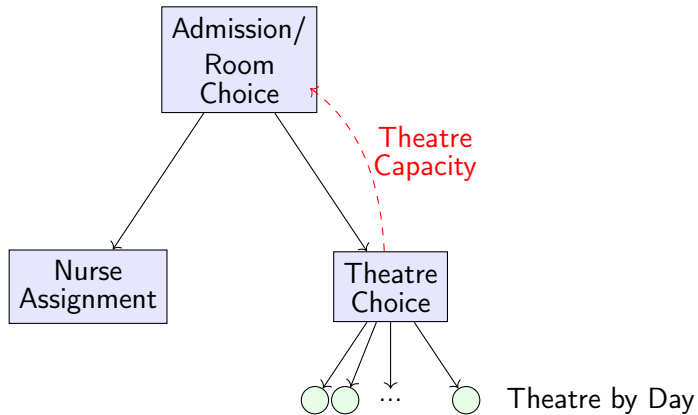 Admission/
Room
Choice
Theatre
Capacity
Nurse
Assignment
Theatre
Choice
...
Theatre by Day